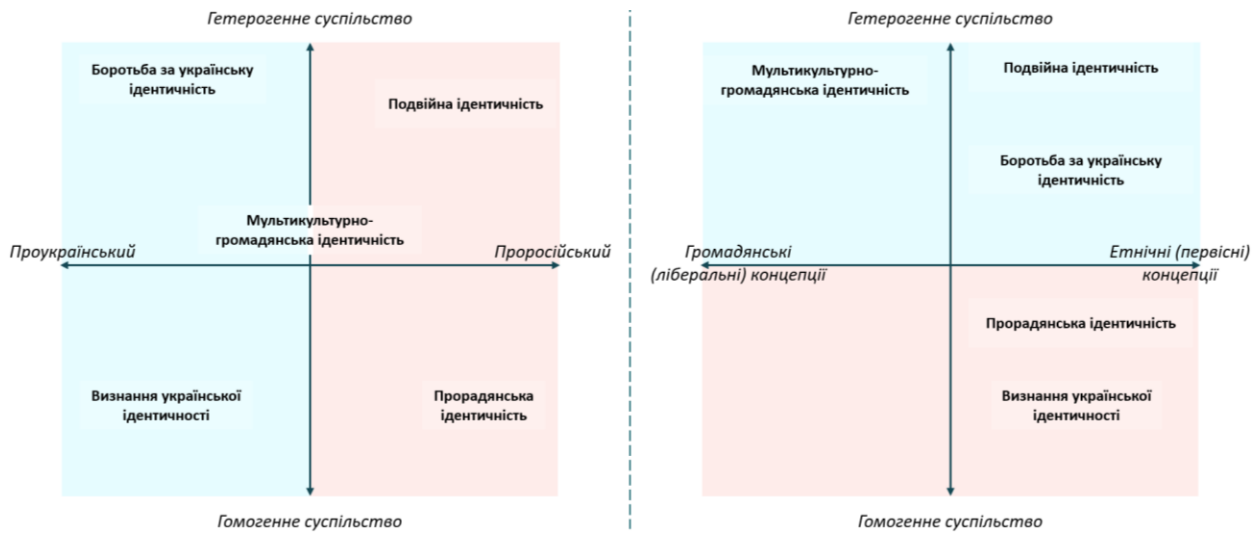 Гетерогенне суспільство
Боротьба за українську
ідентичність
Подвійна ідентичність
Мультикультурно-
громадянська ідентичність
Проукраїнський
Проросійський
Визнання української
ідентичності
Прорадянська
ідентичність
Гомогенне суспільство
Гетерогенне суспільство
Мультикультурно-
громадянська ідентичність
Подвійна ідентичність
Боротьба за українську
ідентичність
Громадянські
(ліберальні) концепції
Етнічні (первісні)
концепції
Прорадянська ідентичність
Визнання української
ідентичності
Гомогенне суспільство